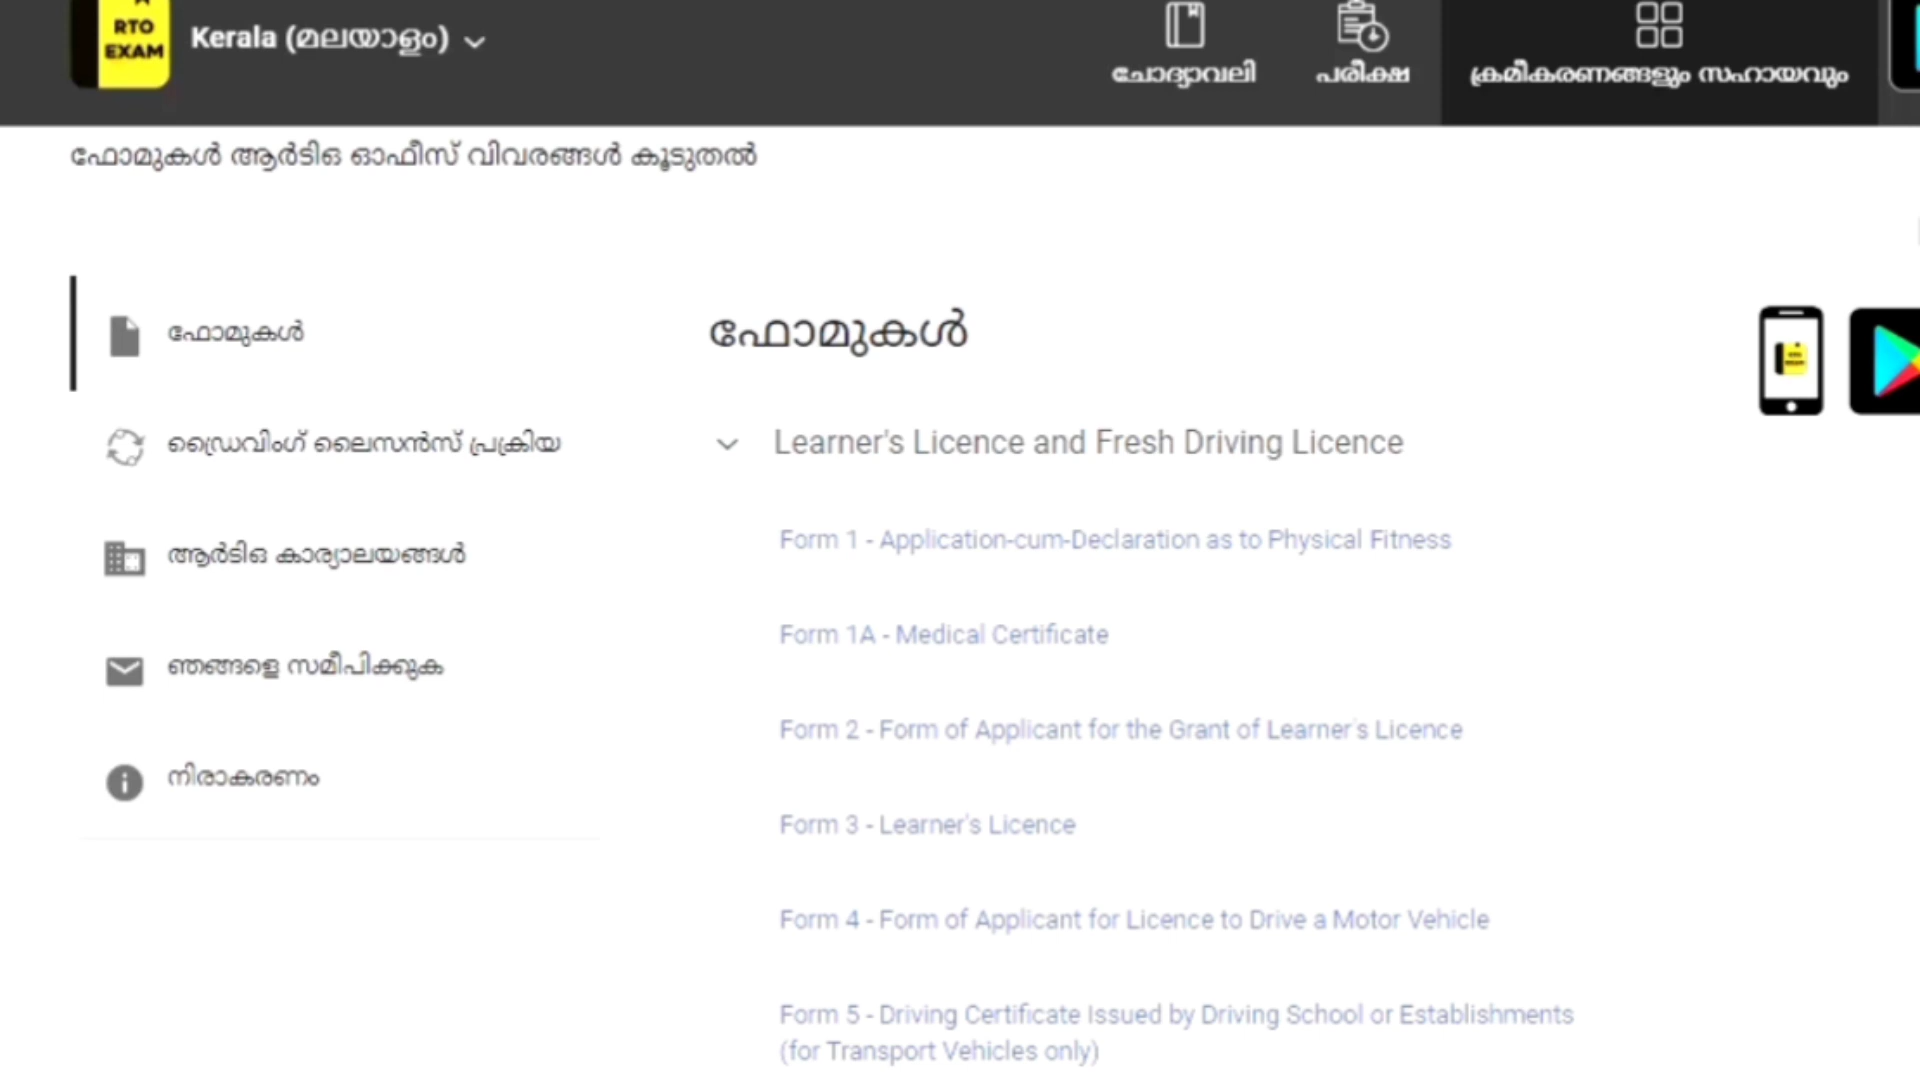 RTO
EXAM
Kerala (മലയാളം)
ചോദ്യാവലി
പരീക്ഷ
ക്രമീകരണങ്ങളും സഹായവും
ഫോമുകൾ ആർടിഒ ഓഫീസ് വിവരങ്ങൾ കൂടുതൽ
ഫോമുകൾ
ഡ്രൈവിംഗ് ലൈസൻസ് പ്രക്രിയ
ആർടിഒ കാര്യാലയങ്ങൾ
ഞങ്ങളെ സമീപിക്കുക
നിരാകരണം
ഫോമുകൾ
Learner's Licence and Fresh Driving Licence
Form 1 - Application-cum-Declaration as to Physical Fitness
Form 1A - Medical Certificate
Form 2 - Form of Applicant for the Grant of Learner's Licence
Form 3 - Learner's Licence
Form 4 - Form of Applicant for Licence to Drive a Motor Vehicle
Form 5 - Driving Certificate Issued by Driving School or Establishments
(for Transport Vehicles only)